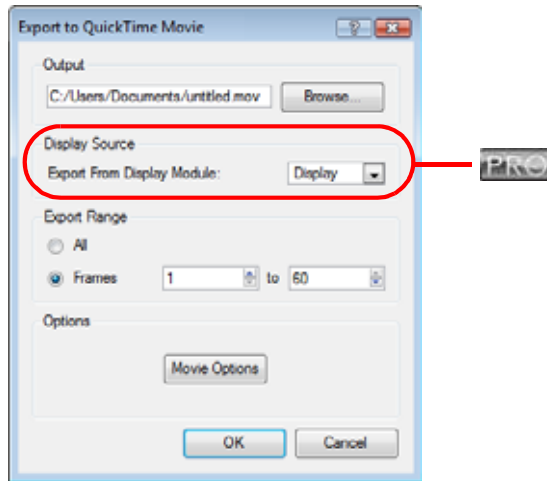 Export to QuickTime Movie
Output
C:/Users/Documents/untitled.mov Browse...
Display Source
Export From Display Module: Display
PRO
Export Range
All
Frames 1 to 60
Options
Movie Options
OK Cancel